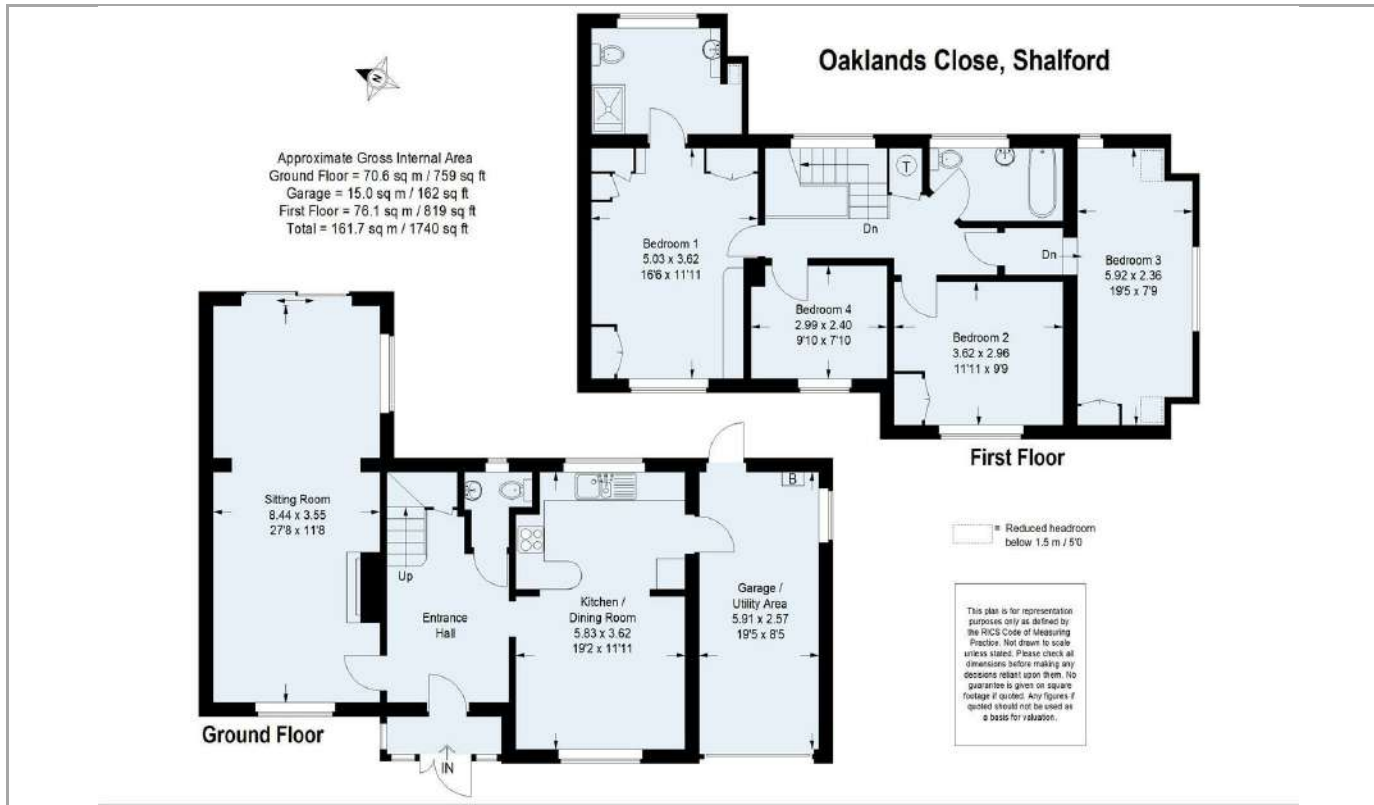 Oaklands Close, Shalford
N
Approximate Gross Internal Area
Ground Floor = 70.6 sq m / 759 sq ft
Garage = 15.0 sq m / 162 sq ft
First Floor = 76.1 sq m / 819 sq ft
Total = 161.7 sq m / 1740 sq ft
Bedroom 1
5.03 x 3.62
16'6 x 11'11
Dn
T
Dn
Bedroom 3
5.92 x 2.36
19'5 x 7'9
Bedroom 4
2.99 x 2.40
9'10 x 7'10
Bedroom 2
3.62 x 2.96
11'11 x 9'9
First Floor
Sitting Room
8.44 x 3.55
27'8 x 11'8
Up
Entrance
Hall
Kitchen /
Dining Room
5.83 x 3.62
19'2 x 11'11
B
Garage /
Utility Area
5.91 x 2.57
19'5 x 8'5
IN
Ground Floor
= Reduced headroom
below 1.5 m / 5'0
This plan is for representation
purposes only as defined by
the RICS Code of Measuring
Practice. Not drawn to scale
unless stated. Please check all
dimensions before making any
decisions reliant upon them. No
guarantee is given on square
footage if quoted. Any figures if
quoted should not be used as
a basis for valuation.